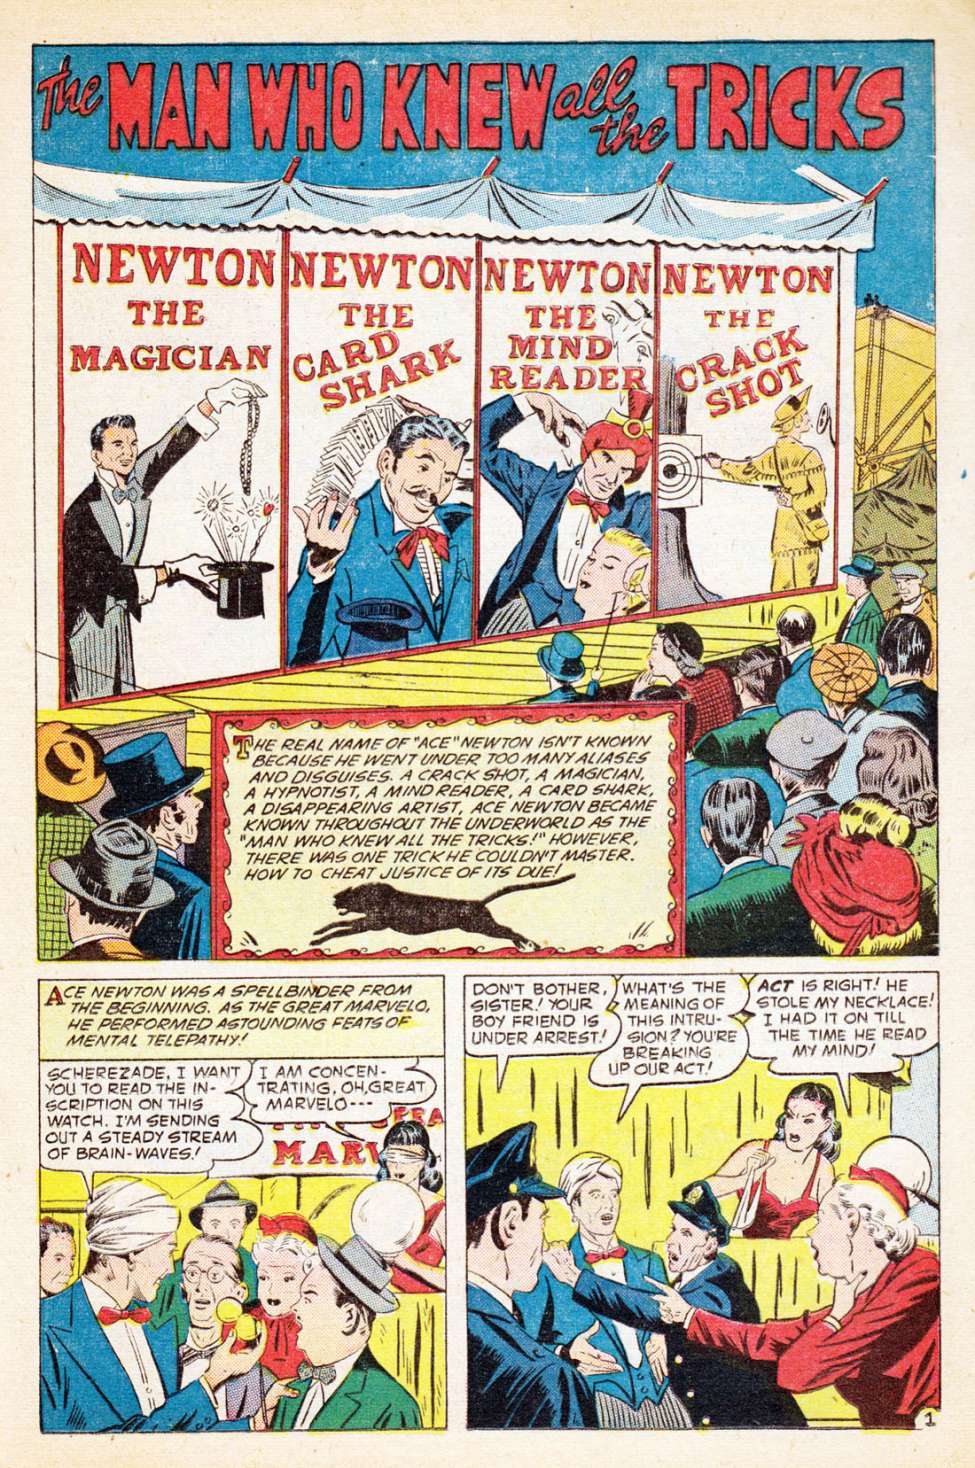 The MAN WHO KNEW all the TRICKS
NEWTON
THE
MAGICIAN
NEWTON
THE
CARD
SHARK
NEWTON
THE
MIND
READER
NEWTON
THE
CRACK
SHOT
THE REAL NAME OF "ACE" NEWTON ISN'T KNOWN
BECAUSE HE WENT UNDER TOO MANY ALIASES
AND DISGUISES. A CRACK SHOT, A MAGICIAN,
A HYPNOTIST, A MIND READER, A CARD SHARK,
A DISAPPEARING ARTIST, ACE NEWTON BECAME
KNOWN THROUGHOUT THE UNDERWORLD AS THE
"MAN WHO KNEW ALL THE TRICKS!" HOWEVER,
THERE WAS ONE TRICK HE COULDN'T MASTER.
HOW TO CHEAT JUSTICE OF ITS DUE!
ACE NEWTON WAS A SPELLBINDER FROM
THE BEGINNING. AS THE GREAT MARVELO,
HE PERFORMED ASTOUNDING FEATS OF
MENTAL TELEPATHY!
SCHEREZADE, I WANT
YOU TO READ THE IN-
SCRIPTION ON THIS
WATCH. I'M SENDING
OUT A STEADY STREAM
OF BRAIN-WAVES!
I AM CONCEN-
TRATING, OH, GREAT
MARVELO---
MARV
DON'T BOTHER,
SISTER! YOUR
BOY FRIEND IS
UNDER ARREST!
WHAT'S THE
MEANING OF
THIS INTRU-
SION? YOU'RE
BREAKING
UP OUR ACT!
ACT IS RIGHT! HE
STOLE MY NECKLACE!
I HAD IT ON TILL
THE TIME HE READ
MY MIND!
1